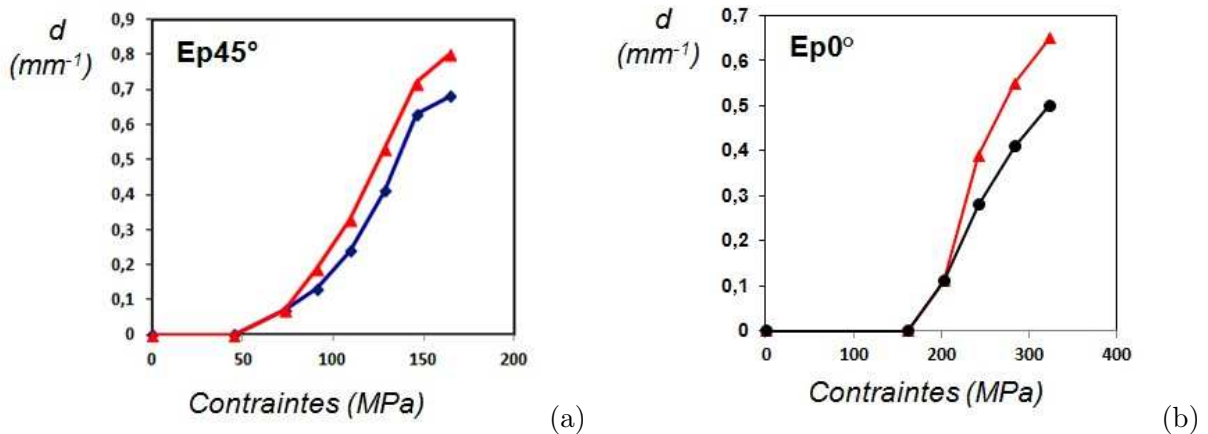 d
(mm-1)
Ep45°
0,9
0,8
0,7
0,6
0,5
0,4
0,3
0,2
0,1
0
0 50 100 150 200
Contraintes (MPa)
(a)
d
(mm-1)
Ep0°
0,7
0,6
0,5
0,4
0,3
0,2
0,1
0
0 100 200 300 400
Contraintes (MPa)
(b)